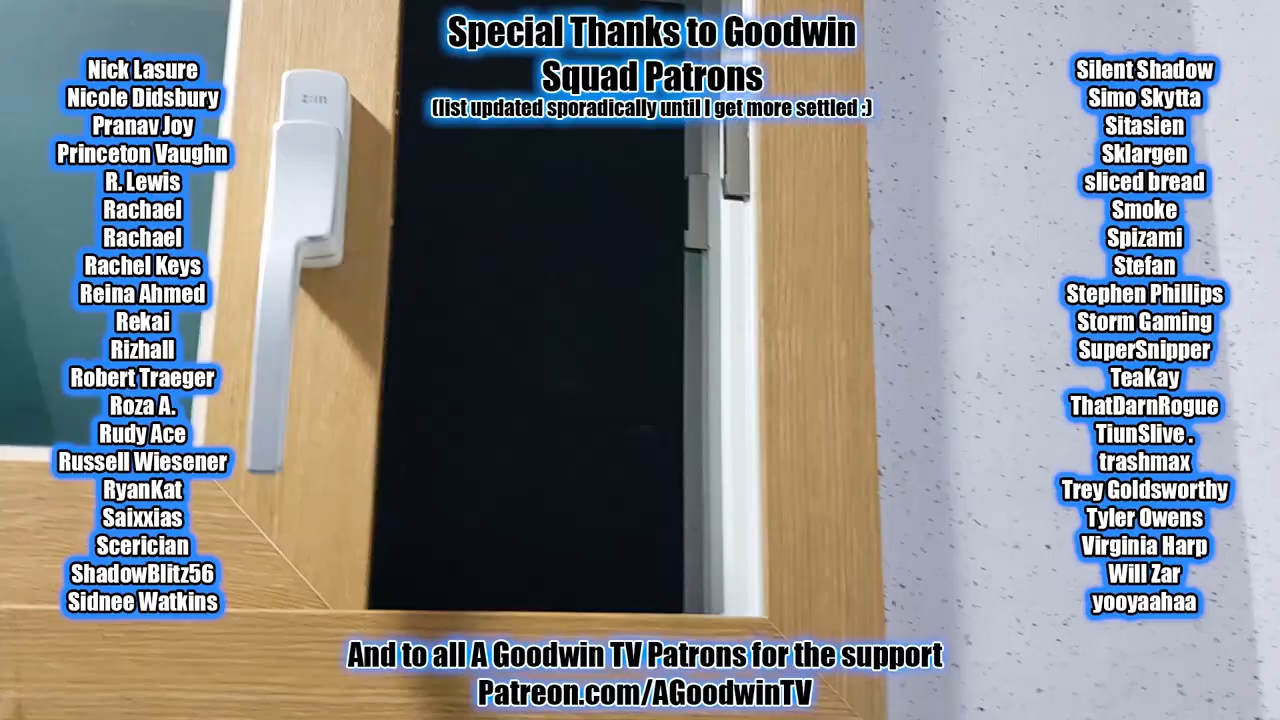 Special Thanks to Goodwin
Squad Patrons
(list updated sporadically until I get more settled :)
Nick Lasure
Nicole Didsbury
Pranav Joy
Princeton Vaughn
R. Lewis
Rachael
Rachael
Rachel Keys
Reina Ahmed
Rekai
Rizhall
Robert Traeger
Roza A.
Rudy Ace
Russell Wiesener
RyanKat
Saixxias
Scerician
ShadowBlitz56
Sidnee Watkins
Silent Shadow
Simo Skytta
Sitasien
Sklargen
sliced bread
Smoke
Spizami
Stefan
Stephen Phillips
Storm Gaming
SuperSnipper
TeaKay
ThatDarnRogue
TiunSlive .
trashmax
Trey Goldsworthy
Tyler Owens
Virginia Harp
Will Zar
yooyaahaa
And to all A Goodwin TV Patrons for the support
Patreon.com/AGoodwinTV